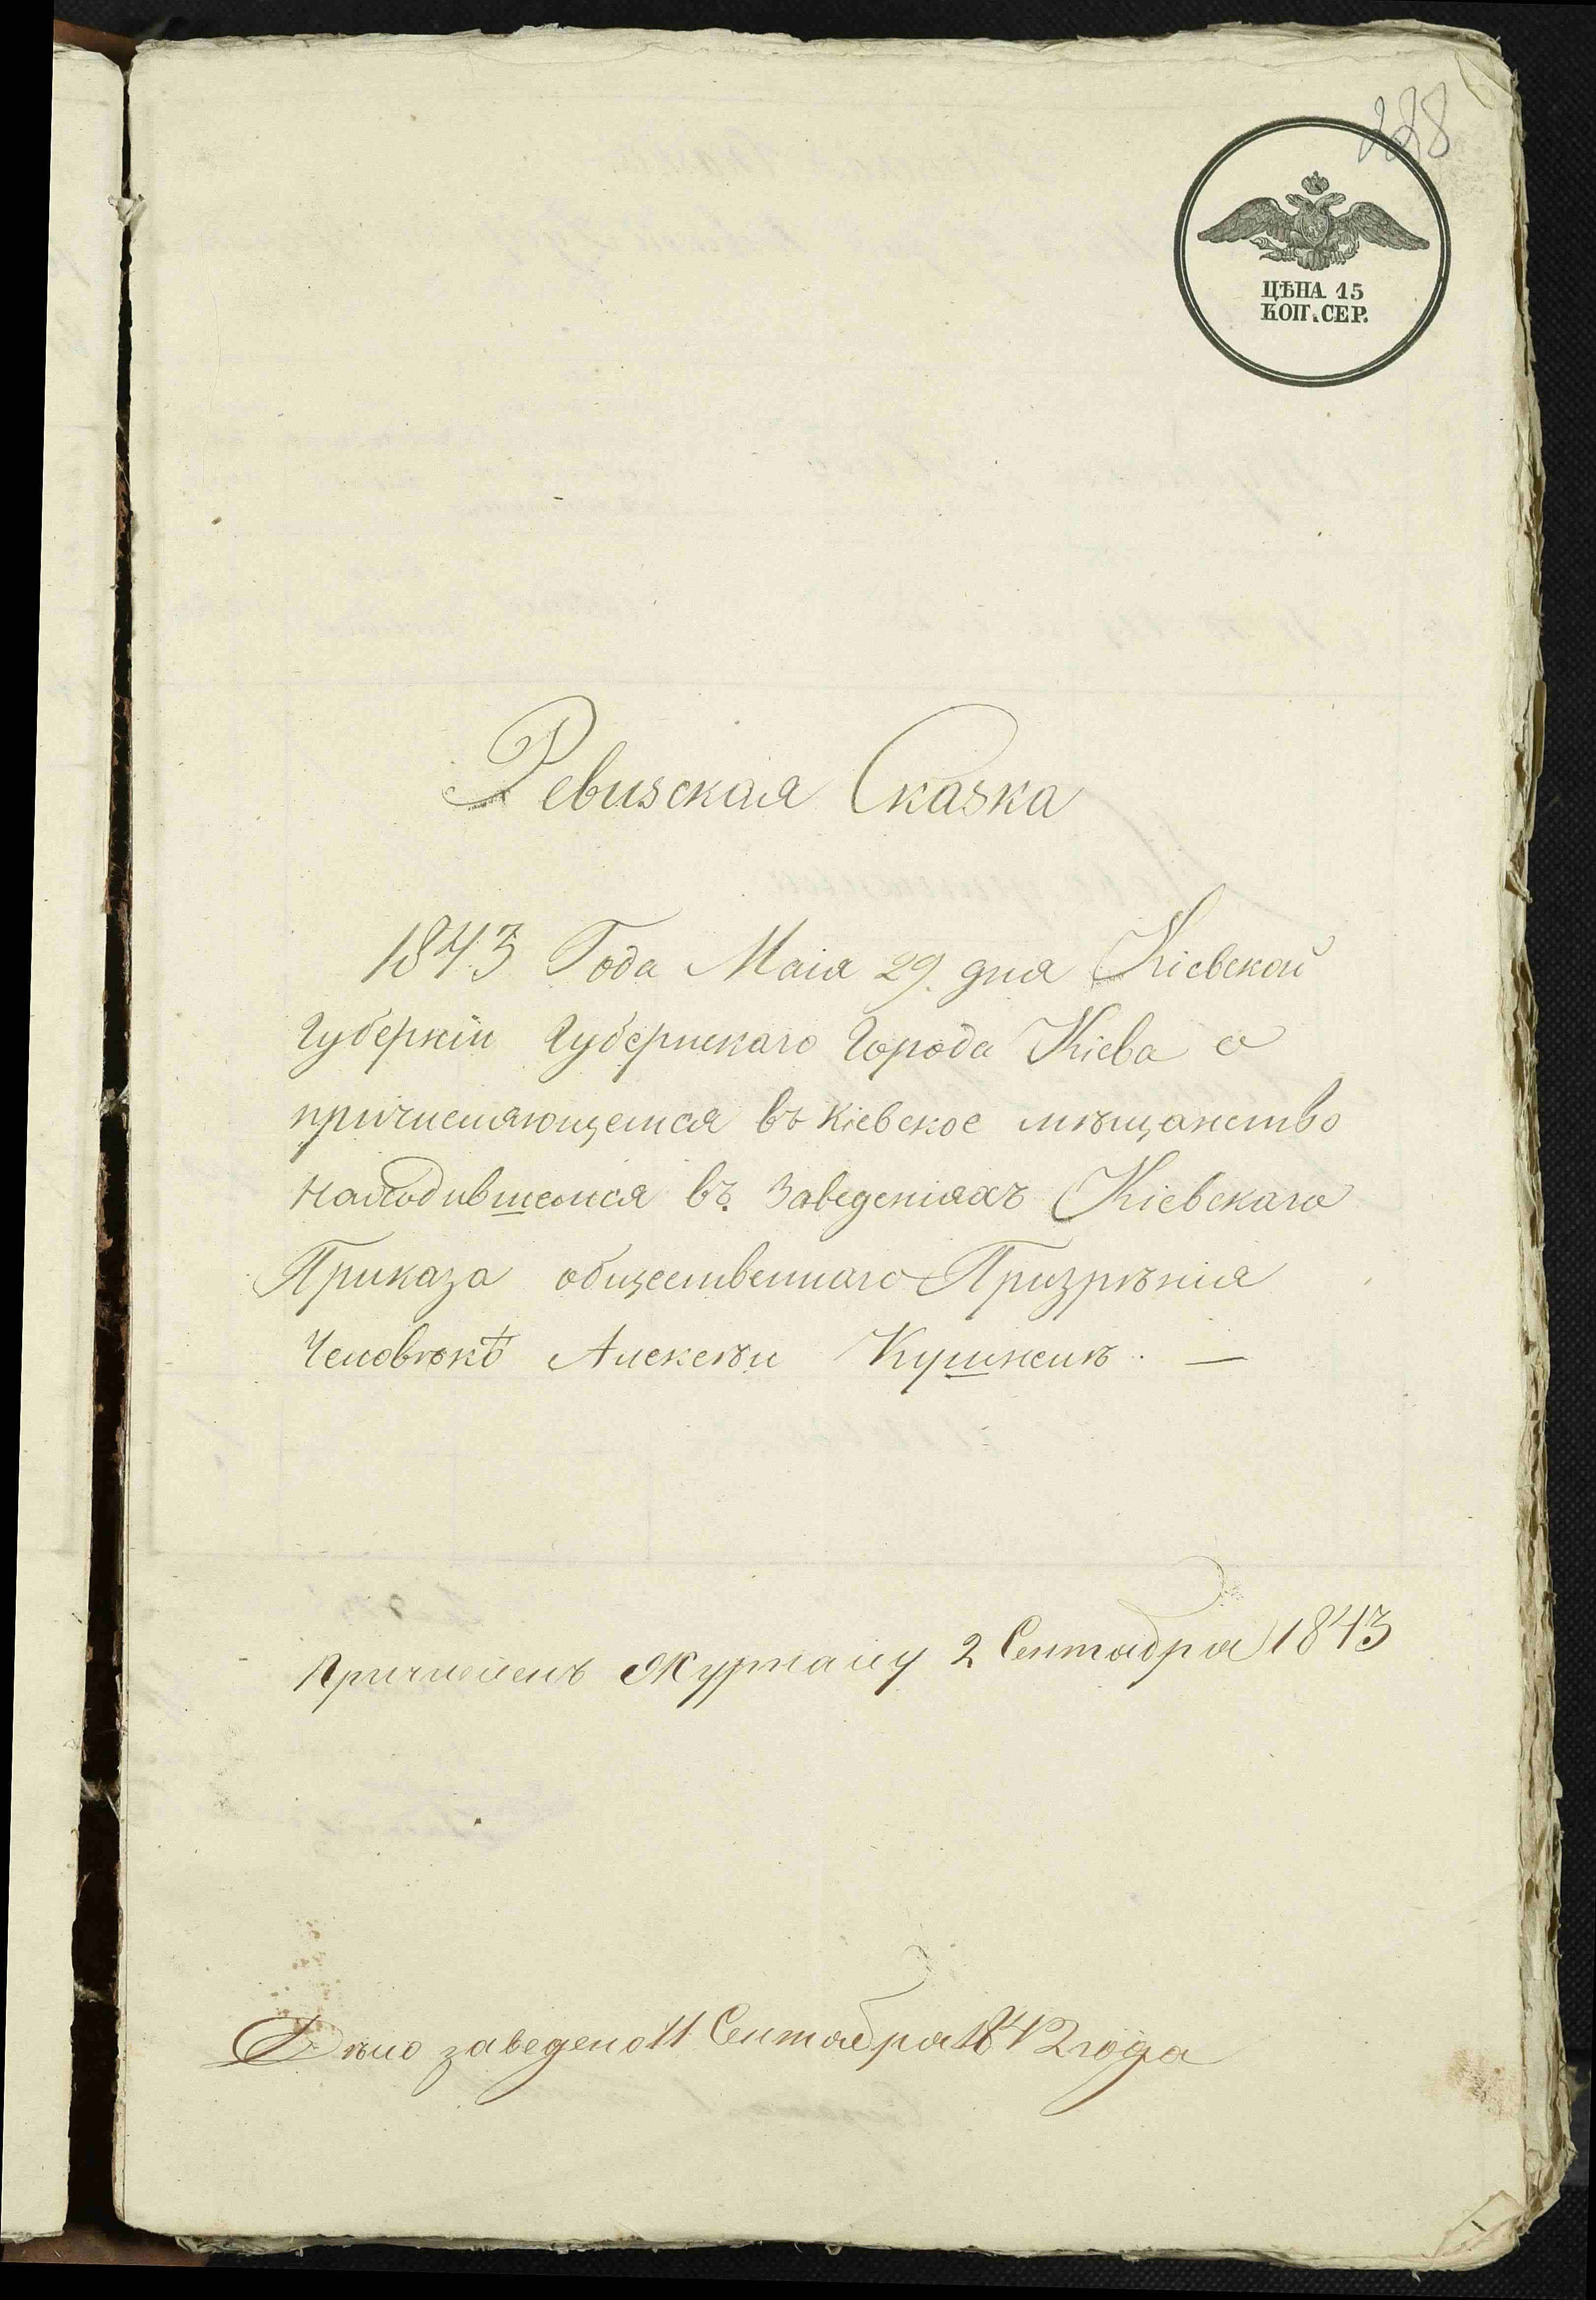 288
ЦѢНА 15
КОП. СЕР.
Ревизская Сказка
1843 Года Маія 29. дня Кіевской
Губерніи Губернскаго Города Кіева о
причисляющемся въ Кіевское мѣщанство
находившемся въ Заведеніяхъ Кіевскаго
Приказа общественнаго Призрѣнія
Человѣкѣ Алексѣи
Причисленъ Журналу 2 Сентября 1843
Дѣло заведено 11 Сентября 1842 года